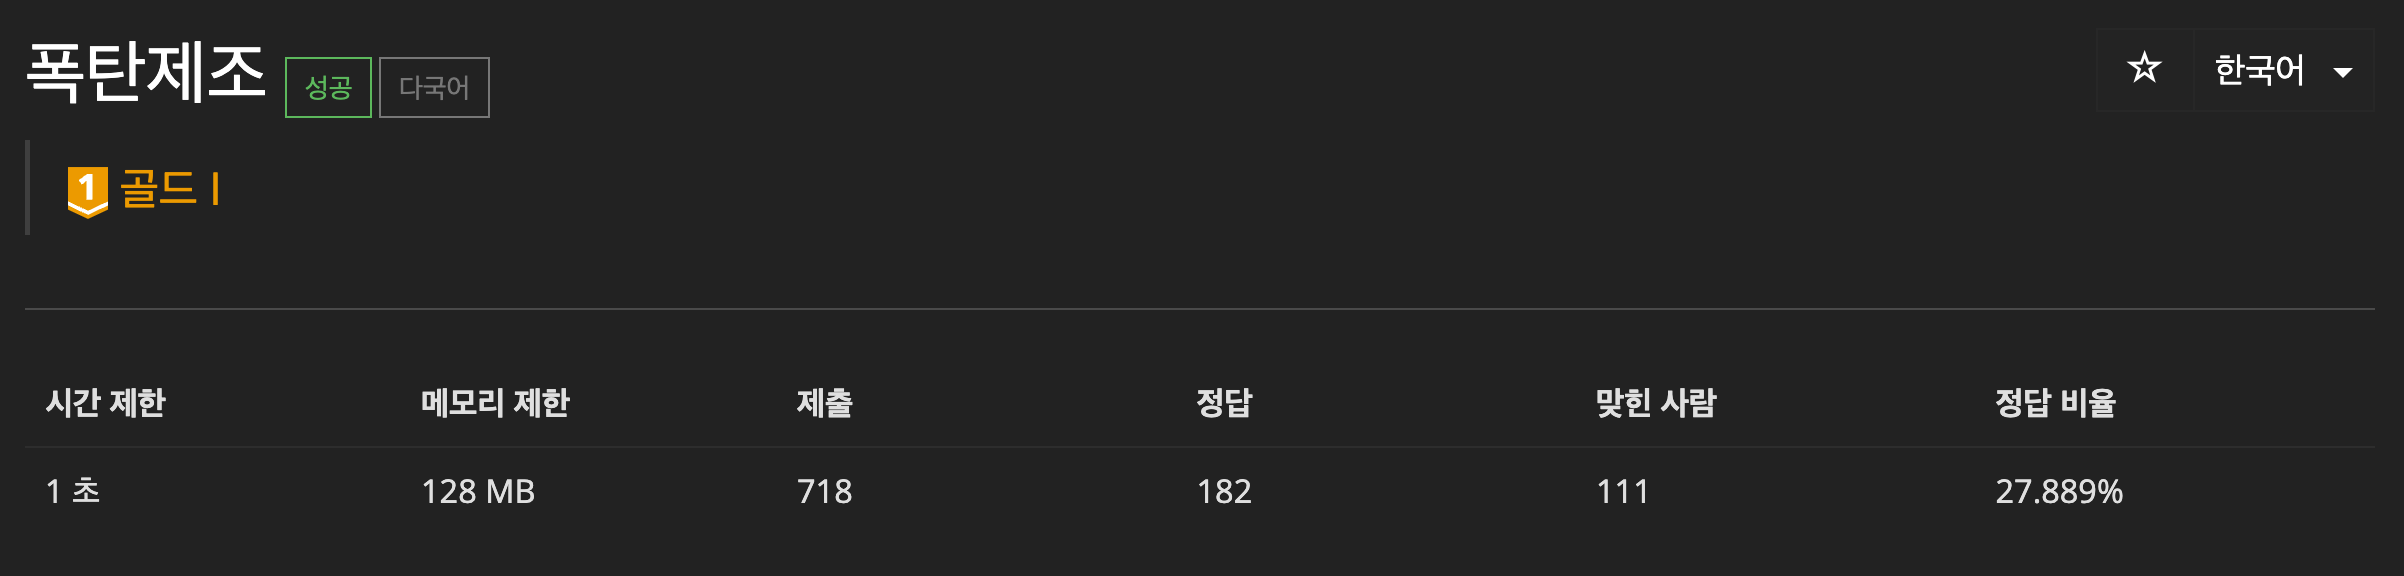 폭탄제조 성공 다국어
☆ 한국어
1 골드 I
시간 제한 메모리 제한 제출 정답 맞힌 사람 정답 비율
1 초 128 MB 718 182 111 27.889%